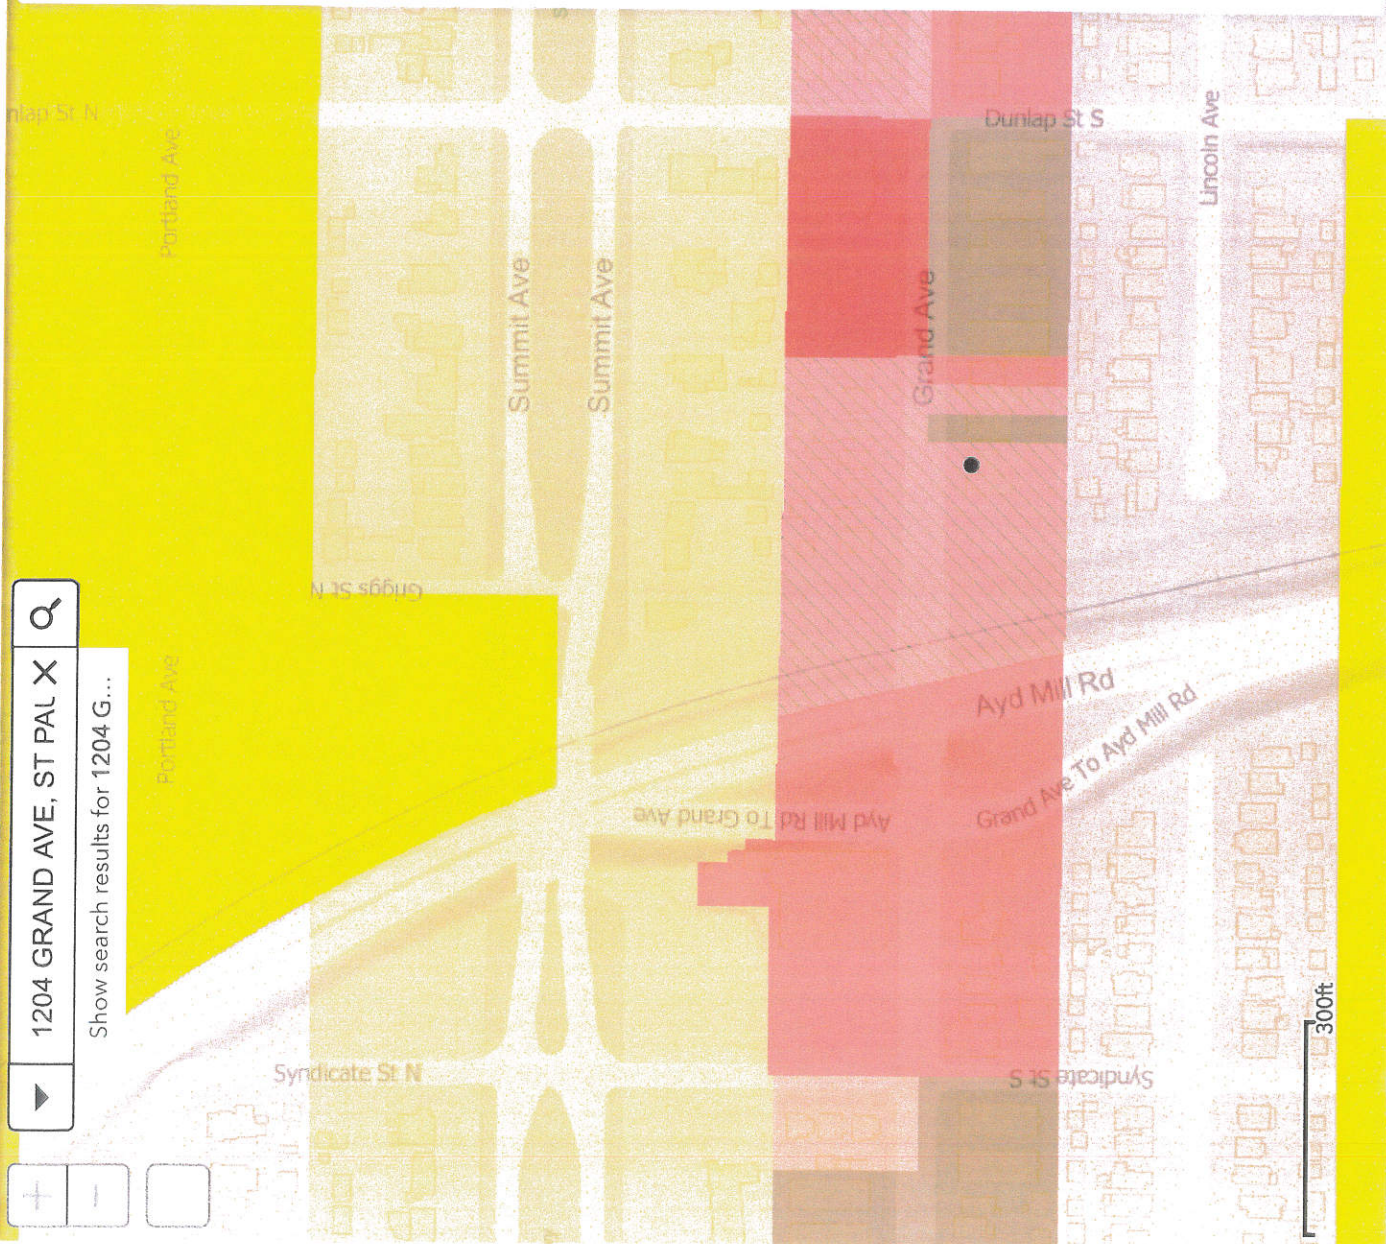 1204 GRAND AVE, ST PAL X
Show search results for 1204 G...
+
−
nlap St N
Portland Ave
Portland Ave
Summit Ave
Summit Ave
Griggs St N
Dunlap St S
Lincoln Ave
Grand Ave
Ayd Mill Rd
Grand Ave To Ayd Mill Rd
Ayd Mill Rd To Grand Ave
Syndicate St N
Syndicate St S
300ft